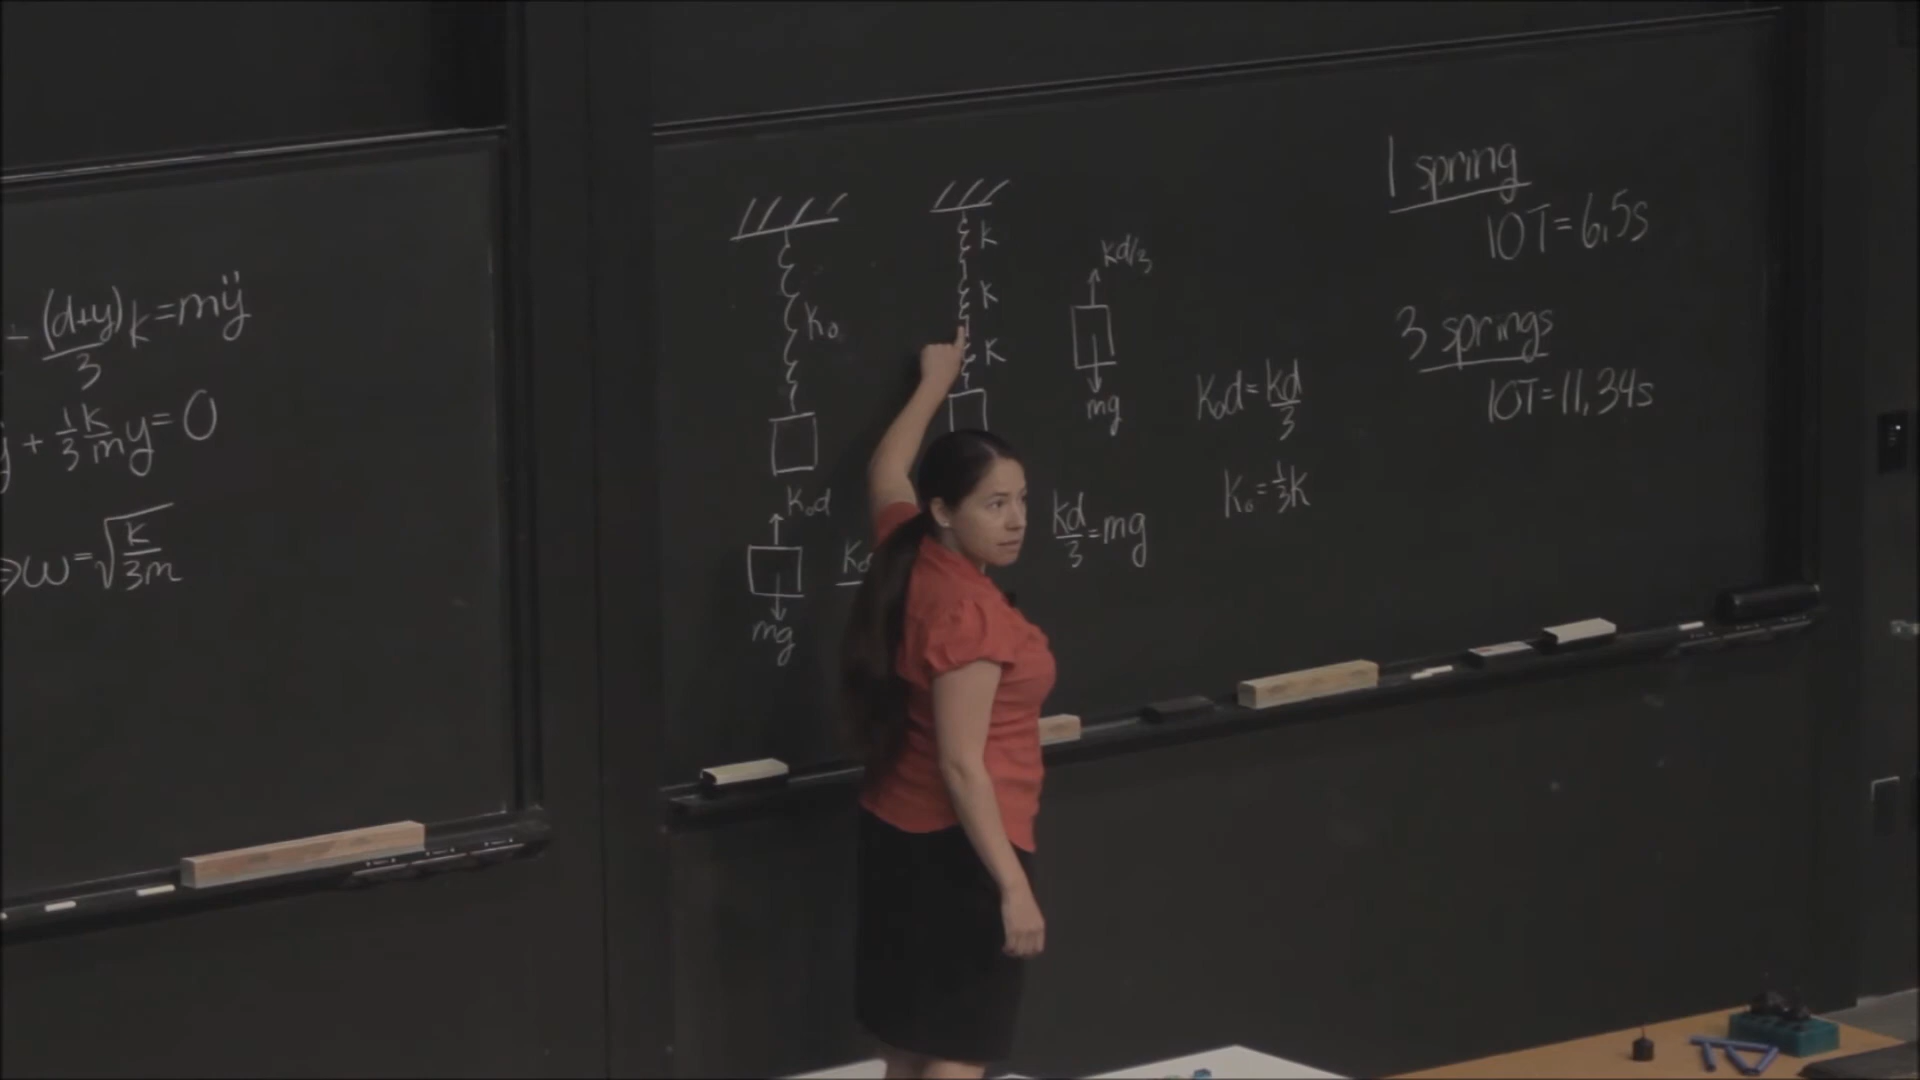 - (d+y)/3 k = mÿ
ÿ + 1/3 k/m y = 0
⇒ ω = √(k/3m)
K₀
K₀d
mg
K
K
K
Kd/3
mg
kd/3 = mg
K₀d = kd/3
K₀ = 1/3 K
1 spring
10T = 6,5s
3 springs
10T = 11,34s